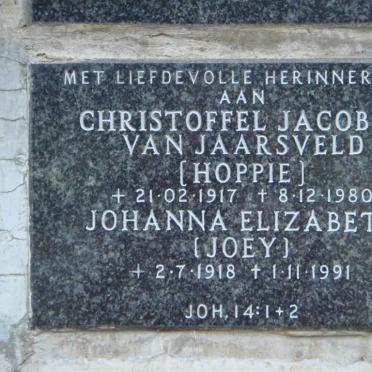 MET LIEFDEVOLLE HERINNER
AAN
CHRISTOFFEL JACOB
VAN JAARSVELD
(HOPPIE)
+ 21·02·1917 ✝ 8·12·1980
JOHANNA ELIZABET
(JOEY)
+ 2·7·1918 ✝ 1·11·1991
JOH, 14:1+2